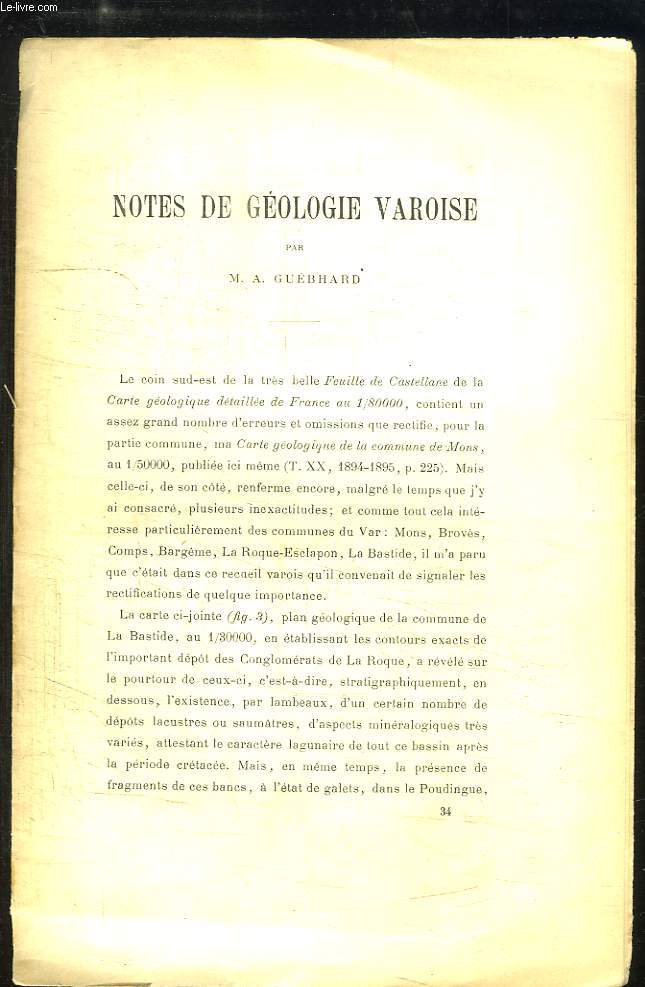 Le-livre.com
NOTES DE GÉOLOGIE VAROISE
PAR
M. A. GUÉBHARD
Le coin sud-est de la très belle Feuille de Castellane de la
Carte géologique détaillée de France au 1/80000, contient un
assez grand nombre d'erreurs et omissions que rectifie, pour la
partie commune, ma Carte géologique de la commune de Mons,
au 1/50000, publiée ici même (T. XX, 1894-1895, p. 225). Mais
celle-ci, de son côté, renferme encore, malgré le temps que j'y
ai consacré, plusieurs inexactitudes; et comme tout cela inté-
resse particulièrement des communes du Var: Mons, Brovès,
Comps, Bargème, La Roque-Esclapon, La Bastide, il m'a paru
que c'était dans ce recueil varois qu'il convenait de signaler les
rectifications de quelque importance.
La carte ci-jointe (fig. 3), plan géologique de la commune de
La Bastide, au 1/30000, en établissant les contours exacts de
l'important dépôt des Conglomérats de La Roque, a révélé sur
le pourtour de ceux-ci, c'est-à-dire, stratigraphiquement, en
dessous, l'existence, par lambeaux, d'un certain nombre de
dépôts lacustres ou saumâtres, d'aspects minéralogiques très
variés, attestant le caractère lagunaire de tout ce bassin après
la période crétacée. Mais, en même temps, la présence de
fragments de ces bancs, à l'état de galets, dans le Poudingue,
34